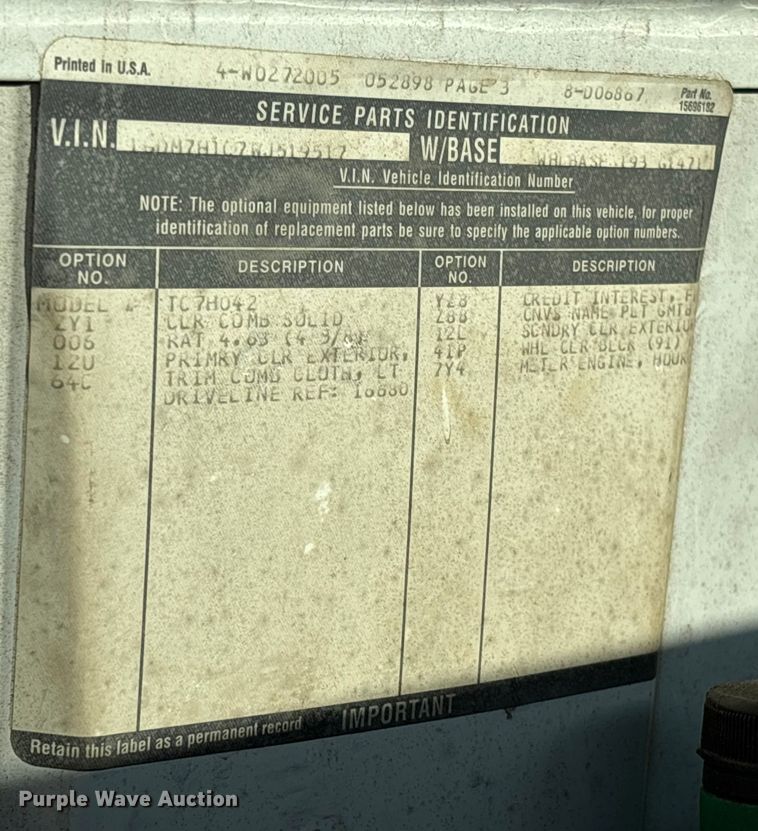 Printed in U.S.A. 4-W0272005 052898 PAGE 3 8-D06867 Part No. 15696192
SERVICE PARTS IDENTIFICATION
V.I.N. W/BASE
V.I.N. Vehicle Identification Number
NOTE: The optional equipment listed below has been installed on this vehicle, for proper
identification of replacement parts be sure to specify the applicable option numbers.
OPTION NO. DESCRIPTION OPTION NO. DESCRIPTION
MODEL TC7H042 Y28 CREDIT INTEREST, F
ZY1 CLR COMB SOLID Z88 CNVS NAME PLT GMT
006 RAT 4.63 12L SCNDRY CLR EXTERIO
12U PRIMRY CLR EXTERIOR, 41P WHL CLR BLCK (91)
64C TRIM COMB CLOTH, LT 7Y4 METER ENGINE, HOUR
DRIVELINE REF: 16680
IMPORTANT
Retain this label as a permanent record
Purple Wave Auction